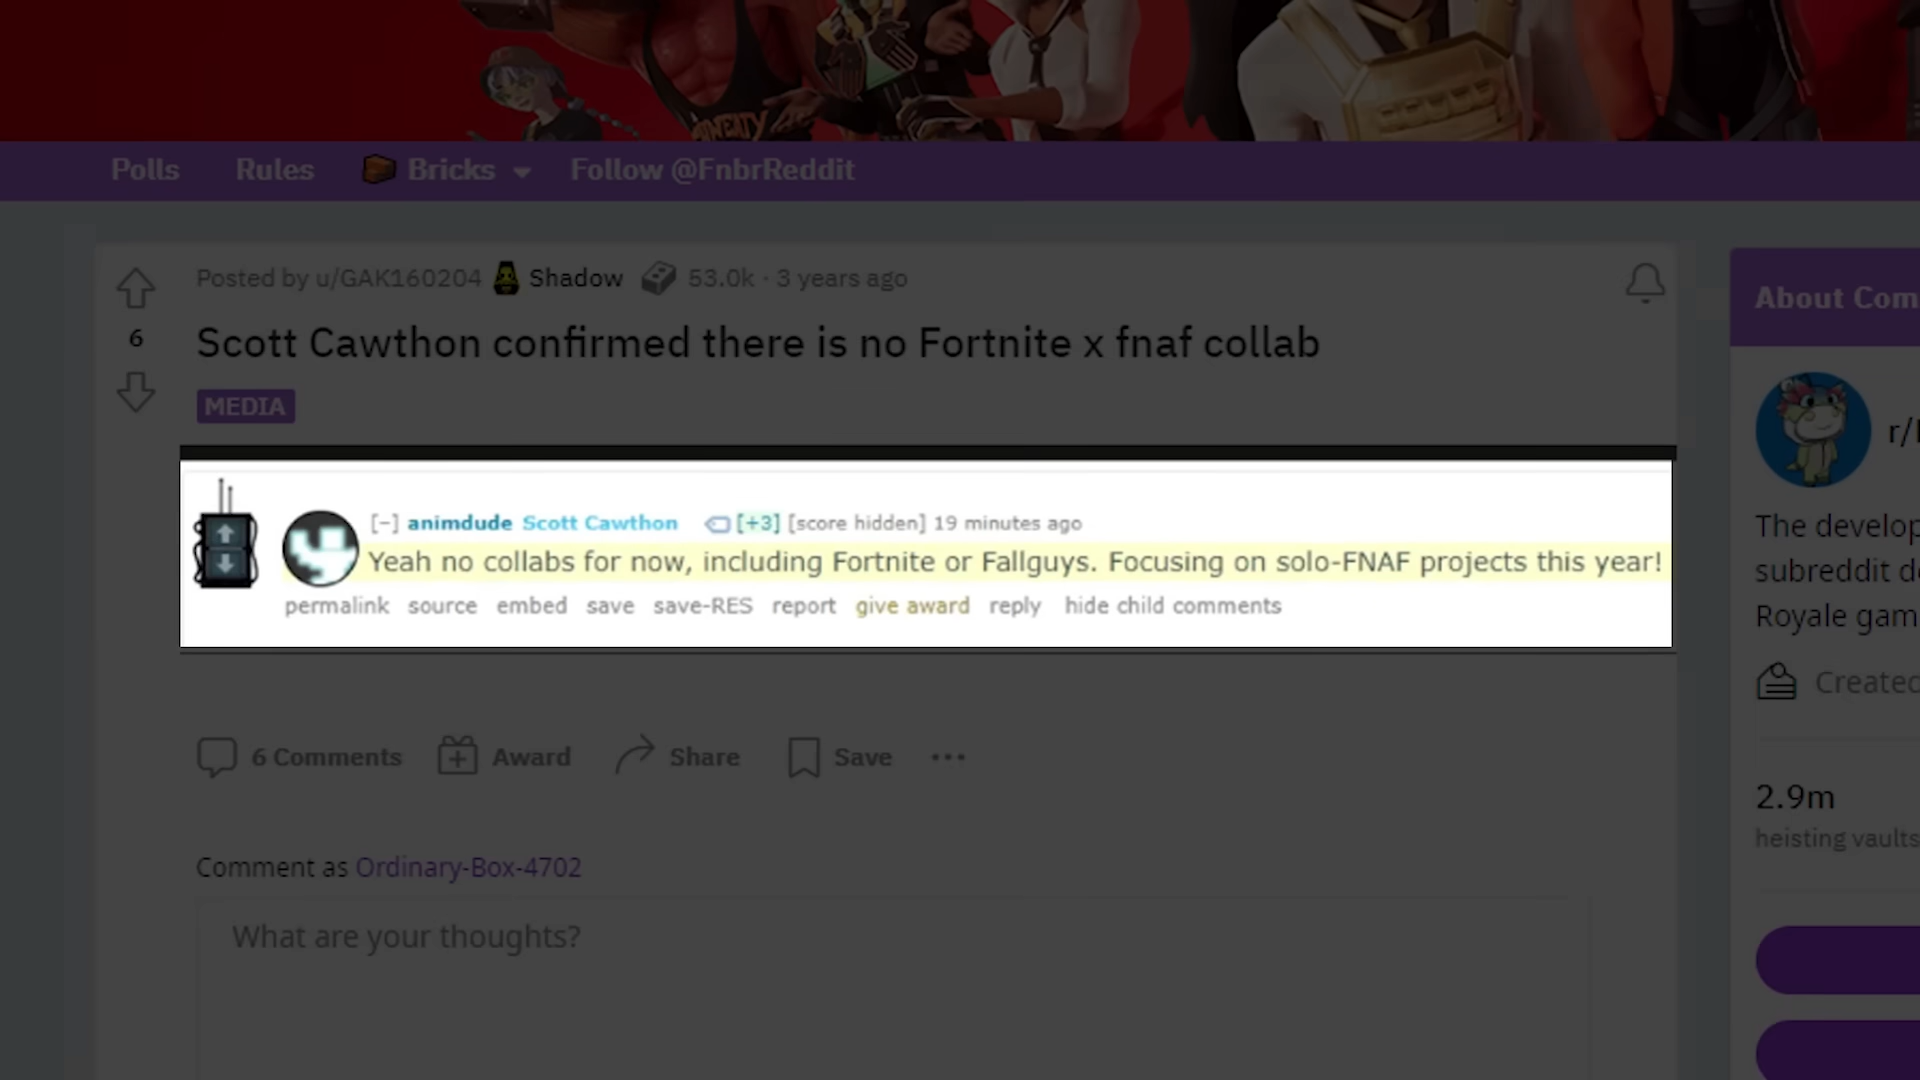 Polls Rules Bricks Follow @FnbrReddit
Posted by u/GAK160204 Shadow 53.0k · 3 years ago
6
Scott Cawthon confirmed there is no Fortnite x fnaf collab
MEDIA
[−] animdude Scott Cawthon [+3] [score hidden] 19 minutes ago
Yeah no collabs for now, including Fortnite or Fallguys. Focusing on solo-FNAF projects this year!
permalink source embed save save-RES report give award reply hide child comments
6 Comments Award Share Save ...
Comment as Ordinary-Box-4702
What are your thoughts?
About Com
r/
The develop
subreddit d
Royale gam
Created
2.9m
heisting vaults